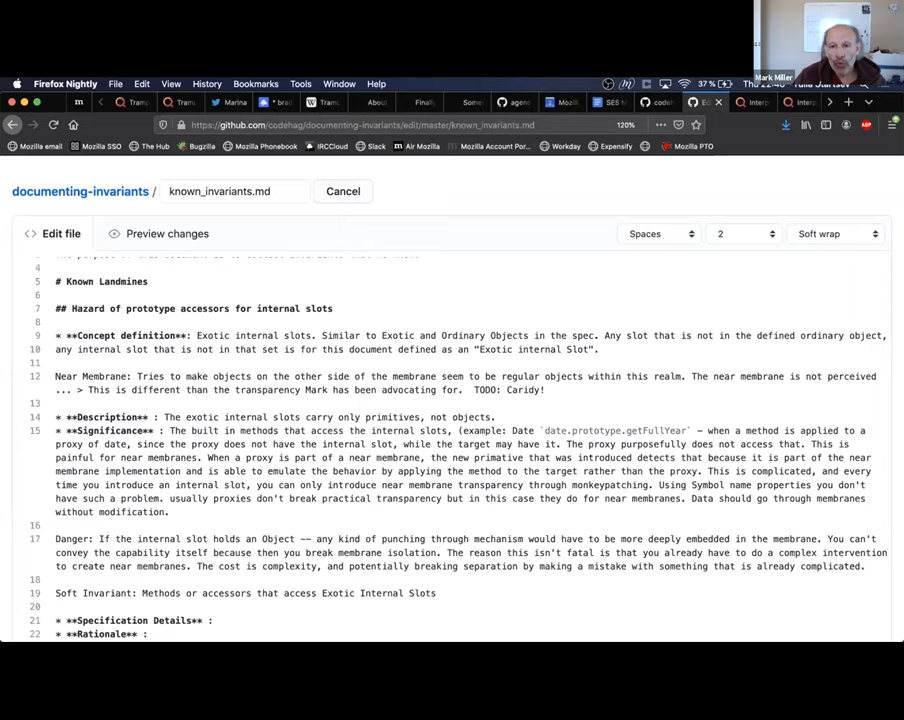 Mark Miller
Firefox Nightly File Edit View History Bookmarks Tools Window Help
37%
m Tramp Tramp Marina * brad Tram About Finali Some agene Mozil SES M codeh Ed Interp Interp
https://github.com/codehag/documenting-invariants/edit/master/known_invariants.md
120%
Mozilla email Mozilla SSO The Hub Bugzilla Mozilla Phonebook IRCCloud Slack Air Mozilla Mozilla Account Por... Workday Expensify Mozilla PTO
documenting-invariants / known_invariants.md Cancel
Edit file Preview changes Spaces 2 Soft wrap
4
5 # Known Landmines
6
7 ## Hazard of prototype accessors for internal slots
8
9 * **Concept definition**: Exotic internal slots. Similar to Exotic and Ordinary Objects in the spec. Any slot that is not in the defined ordinary object,
10 any internal slot that is not in that set is for this document defined as an "Exotic internal Slot".
11
12 Near Membrane: Tries to make objects on the other side of the membrane seem to be regular objects within this realm. The near membrane is not perceived
... > This is different than the transparency Mark has been advocating for. TODO: Caridy!
13
14 * **Description** : The exotic internal slots carry only primitives, not objects.
15 * **Significance** : The built in methods that access the internal slots, (example: Date `date.prototype.getFullYear` - when a method is applied to a
proxy of date, since the proxy does not have the internal slot, while the target may have it. The proxy purposefully does not access that. This is
painful for near membranes. When a proxy is part of a near membrane, the new primative that was introduced detects that because it is part of the near
membrane implementation and is able to emulate the behavior by applying the method to the target rather than the proxy. This is complicated, and every
time you introduce an internal slot, you can only introduce near membrane transparency through monkeypatching. Using Symbol name properties you don't
have such a problem. usually proxies don't break practical transparency but in this case they do for near membranes. Data should go through membranes
without modification.
16
17 Danger: If the internal slot holds an Object -- any kind of punching through mechanism would have to be more deeply embedded in the membrane. You can't
convey the capability itself because then you break membrane isolation. The reason this isn't fatal is that you already have to do a complex intervention
to create near membranes. The cost is complexity, and potentially breaking separation by making a mistake with something that is already complicated.
18
19 Soft Invariant: Methods or accessors that access Exotic Internal Slots
20
21 * **Specification Details** :
22 * **Rationale** :